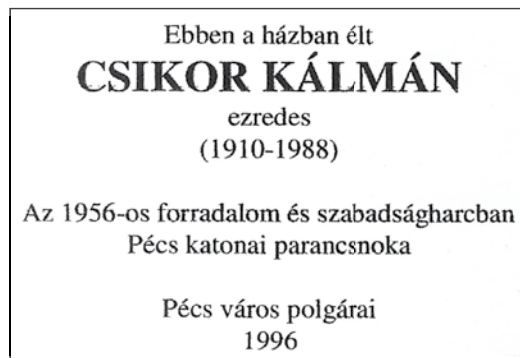 Ebben a házban élt
CSIKOR KÁLMÁN
ezredes
(1910-1988)
Az 1956-os forradalom és szabadságharcban
Pécs katonai parancsnoka
Pécs város polgárai
1996